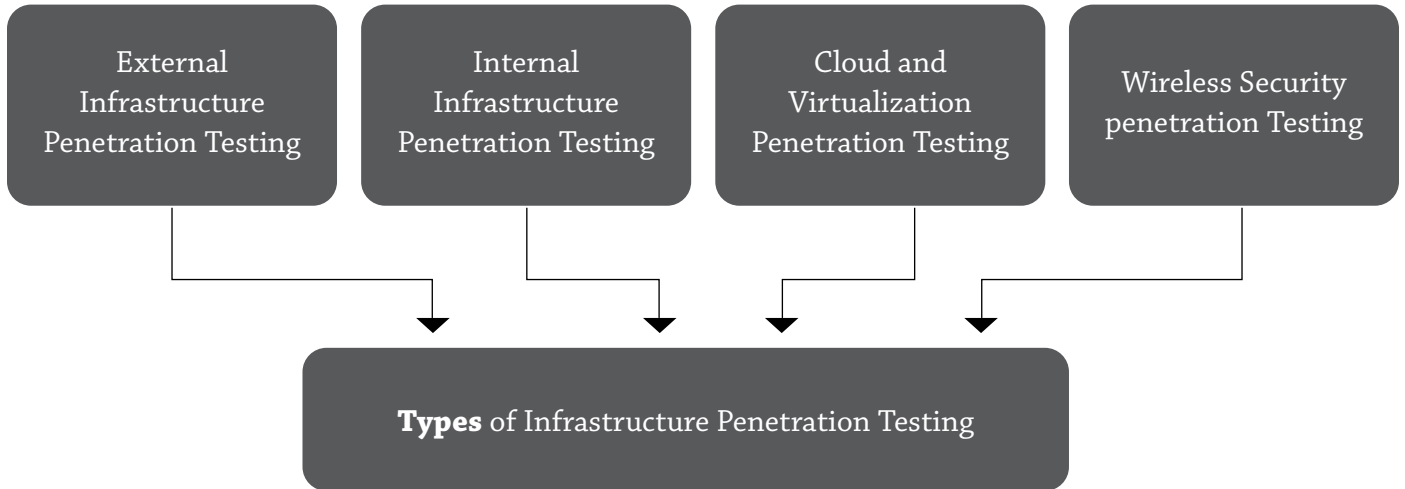 External
Infrastructure
Penetration Testing
Internal
Infrastructure
Penetration Testing
Cloud and
Virtualization
Penetration Testing
Wireless Security
penetration Testing
Types of Infrastructure Penetration Testing